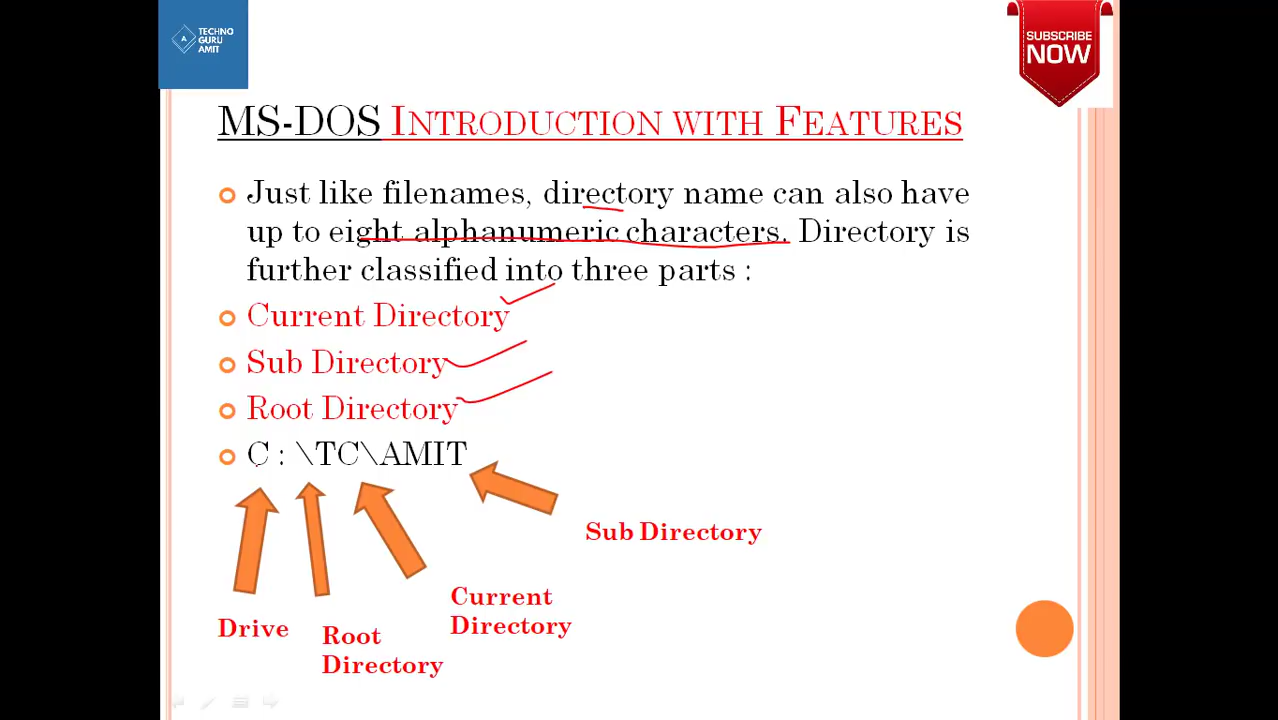 TECHNO
GURU
AMIT
A
SUBSCRIBE
NOW
MS-DOS INTRODUCTION WITH FEATURES
Just like filenames, directory name can also have
up to eight alphanumeric characters. Directory is
further classified into three parts :
Current Directory
Sub Directory
Root Directory
C : \TC\AMIT
Sub Directory
Current
Directory
Drive
Root
Directory